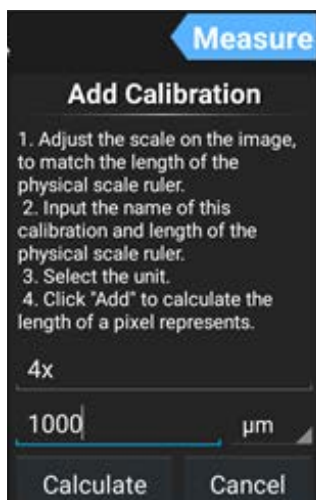 Measure
Add Calibration
1. Adjust the scale on the image,
to match the length of the
physical scale ruler.
2. Input the name of this
calibration and length of the
physical scale ruler.
3. Select the unit.
4. Click "Add" to calculate the
length of a pixel represents.
4x
1000 μm
Calculate Cancel